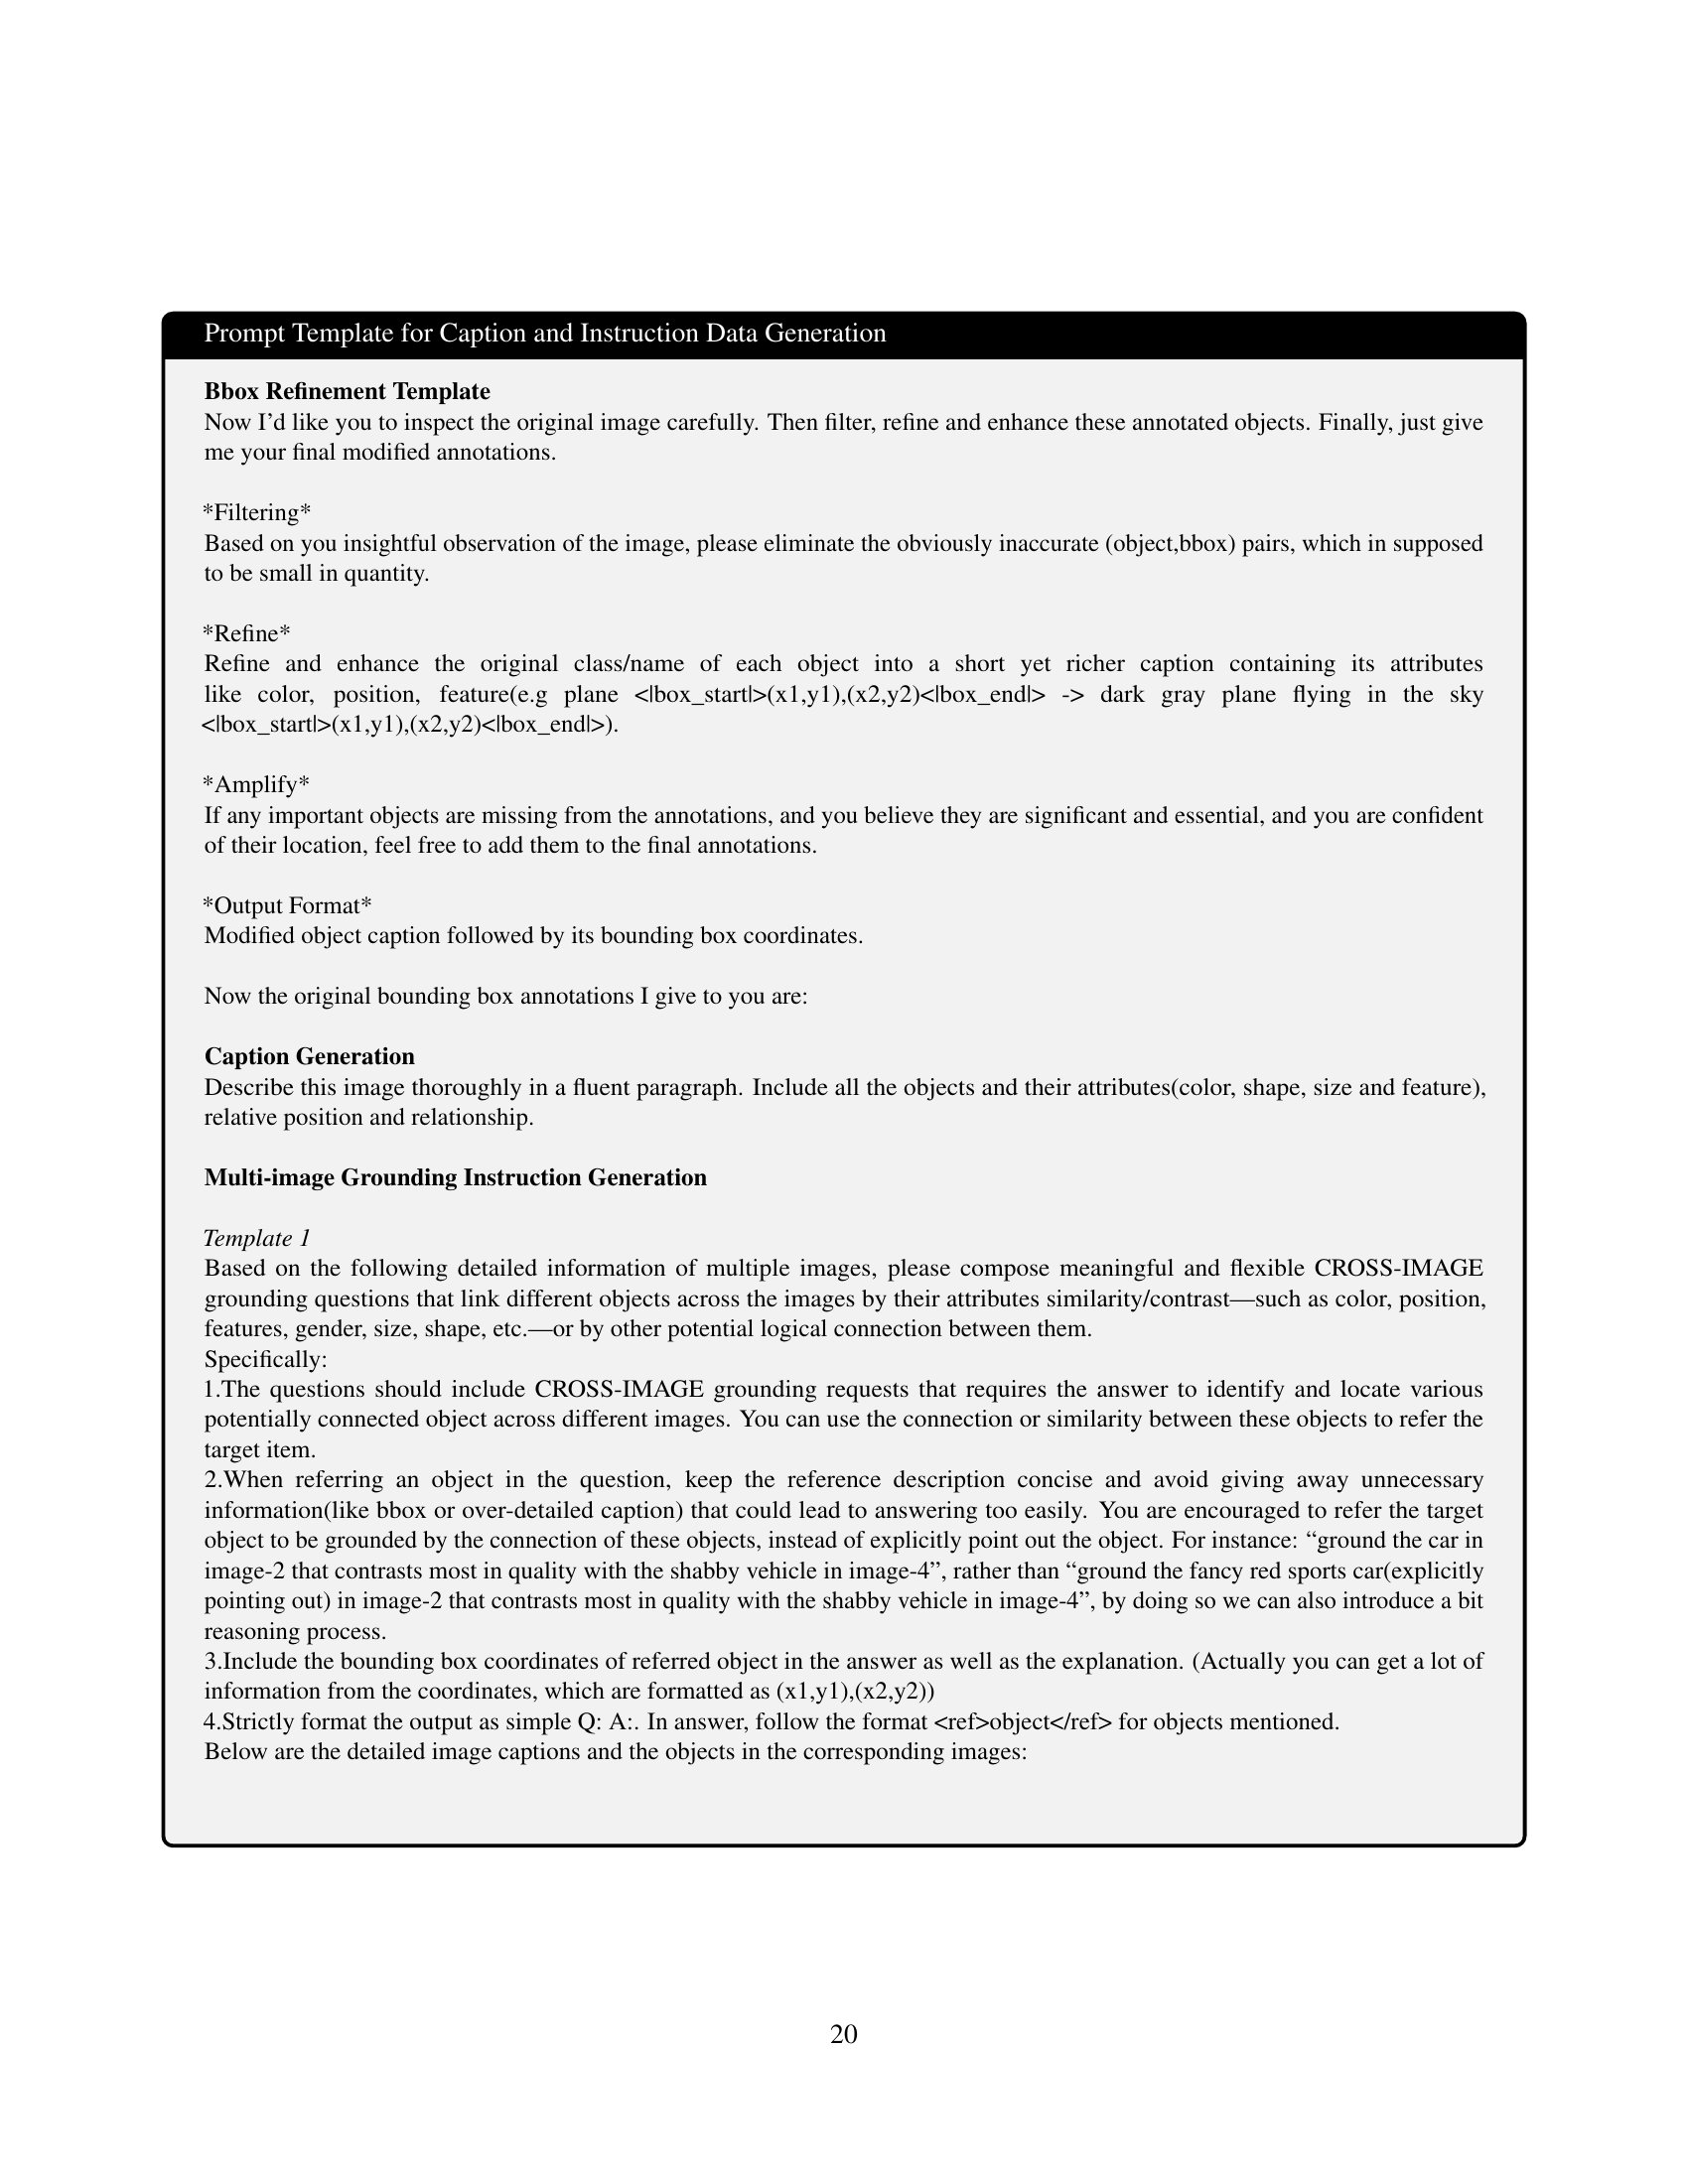 Prompt Template for Caption and Instruction Data Generation
Bbox Refinement Template
Now I'd like you to inspect the original image carefully. Then filter, refine and enhance these annotated objects. Finally, just give
me your final modified annotations.
*Filtering*
Based on you insightful observation of the image, please eliminate the obviously inaccurate (object,bbox) pairs, which in supposed
to be small in quantity.
*Refine*
Refine and enhance the original class/name of each object into a short yet richer caption containing its attributes
like color, position, feature(e.g plane <|box_start|>(x1,y1),(x2,y2)<|box_end|> -> dark gray plane flying in the sky
<|box_start|>(x1,y1),(x2,y2)<|box_end|>).
*Amplify*
If any important objects are missing from the annotations, and you believe they are significant and essential, and you are confident
of their location, feel free to add them to the final annotations.
*Output Format*
Modified object caption followed by its bounding box coordinates.
Now the original bounding box annotations I give to you are:
Caption Generation
Describe this image thoroughly in a fluent paragraph. Include all the objects and their attributes(color, shape, size and feature),
relative position and relationship.
Multi-image Grounding Instruction Generation
Template 1
Based on the following detailed information of multiple images, please compose meaningful and flexible CROSS-IMAGE
grounding questions that link different objects across the images by their attributes similarity/contrast—such as color, position,
features, gender, size, shape, etc.—or by other potential logical connection between them.
Specifically:
1.The questions should include CROSS-IMAGE grounding requests that requires the answer to identify and locate various
potentially connected object across different images. You can use the connection or similarity between these objects to refer the
target item.
2.When referring an object in the question, keep the reference description concise and avoid giving away unnecessary
information(like bbox or over-detailed caption) that could lead to answering too easily. You are encouraged to refer the target
object to be grounded by the connection of these objects, instead of explicitly point out the object. For instance: “ground the car in
image-2 that contrasts most in quality with the shabby vehicle in image-4”, rather than “ground the fancy red sports car(explicitly
pointing out) in image-2 that contrasts most in quality with the shabby vehicle in image-4”, by doing so we can also introduce a bit
reasoning process.
3.Include the bounding box coordinates of referred object in the answer as well as the explanation. (Actually you can get a lot of
information from the coordinates, which are formatted as (x1,y1),(x2,y2))
4.Strictly format the output as simple Q: A:. In answer, follow the format <ref>object</ref> for objects mentioned.
Below are the detailed image captions and the objects in the corresponding images:
20